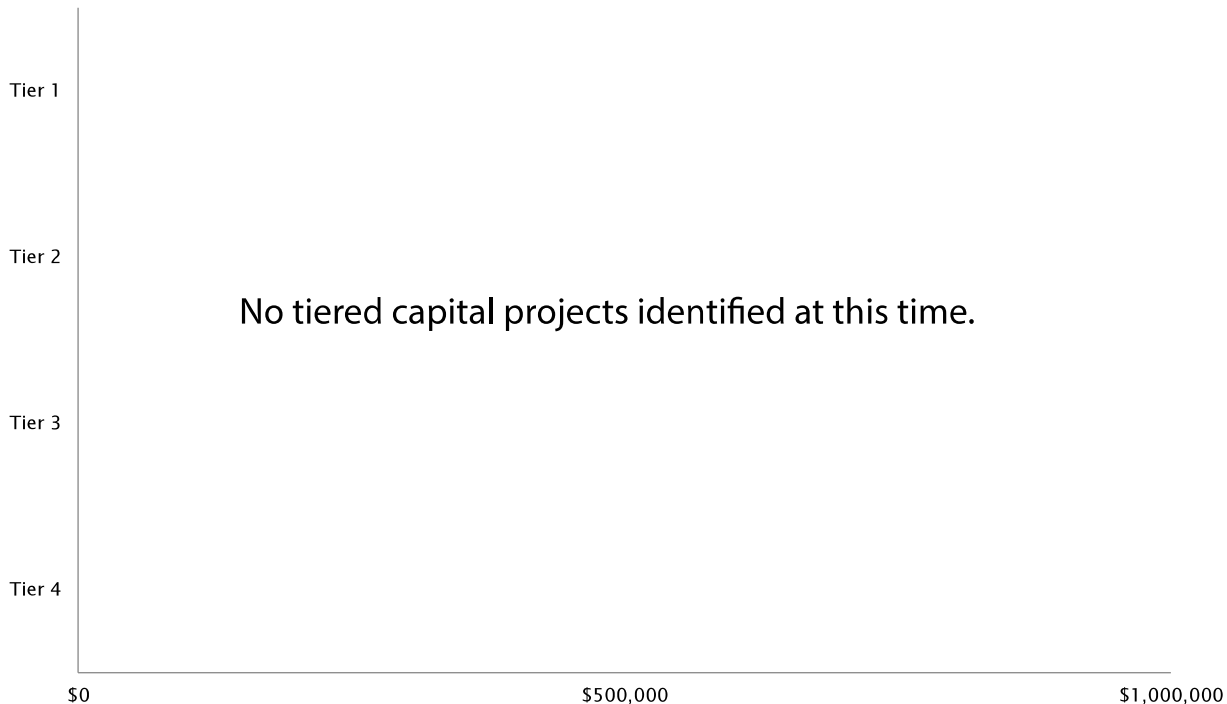 Tier 1
Tier 2
No tiered capital projects identified at this time.
Tier 3
Tier 4
$0 $500,000 $1,000,000